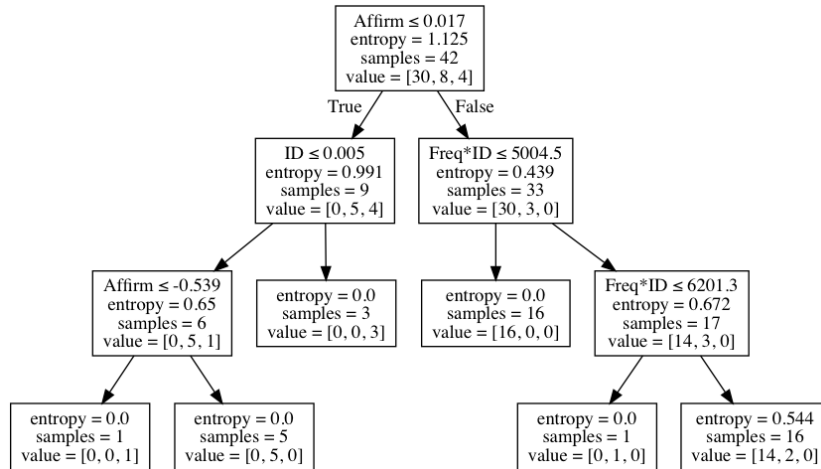 Affirm ≤ 0.017
entropy = 1.125
samples = 42
value = [30, 8, 4]
True
False
ID ≤ 0.005
entropy = 0.991
samples = 9
value = [0, 5, 4]
Freq*ID ≤ 5004.5
entropy = 0.439
samples = 33
value = [30, 3, 0]
Affirm ≤ -0.539
entropy = 0.65
samples = 6
value = [0, 5, 1]
entropy = 0.0
samples = 3
value = [0, 0, 3]
entropy = 0.0
samples = 16
value = [16, 0, 0]
Freq*ID ≤ 6201.3
entropy = 0.672
samples = 17
value = [14, 3, 0]
entropy = 0.0
samples = 1
value = [0, 0, 1]
entropy = 0.0
samples = 5
value = [0, 5, 0]
entropy = 0.0
samples = 1
value = [0, 1, 0]
entropy = 0.544
samples = 16
value = [14, 2, 0]